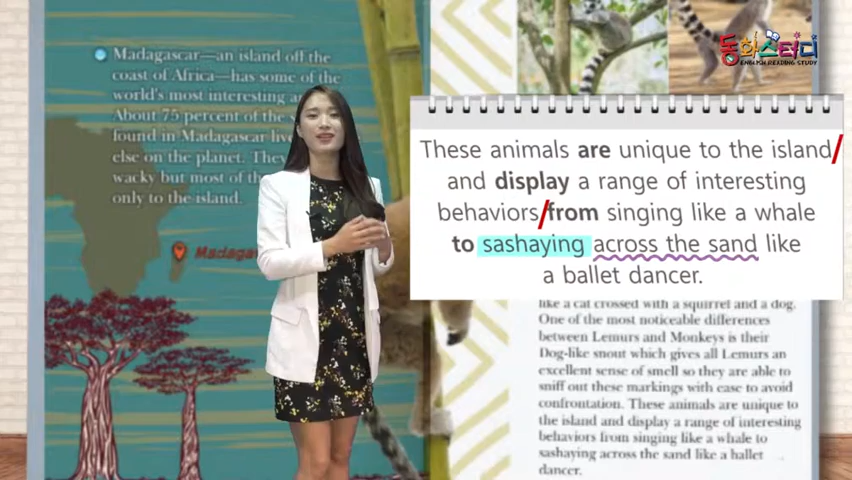 Madagascar—an island off the
coast of Africa—has some of the
world's most interesting
About 75 percent of the
found in Madagascar
else on the planet. They
wacky but most of
only to the island.
동화스터디
ENGLISH READING STUDY
These animals are unique to the island/
and display a range of interesting
behaviors/from singing like a whale
to sashaying across the sand like
a ballet dancer.
like a cat crossed with a squirrel and a dog.
One of the most noticeable differences
between Lemurs and Monkeys is their
Dog-like snout which gives all Lemurs an
excellent sense of smell so they are able to
sniff out these markings with ease to avoid
confrontation. These animals are unique to
the island and display a range of interesting
behaviors from singing like a whale to
sashaying across the sand like a ballet
dancer.